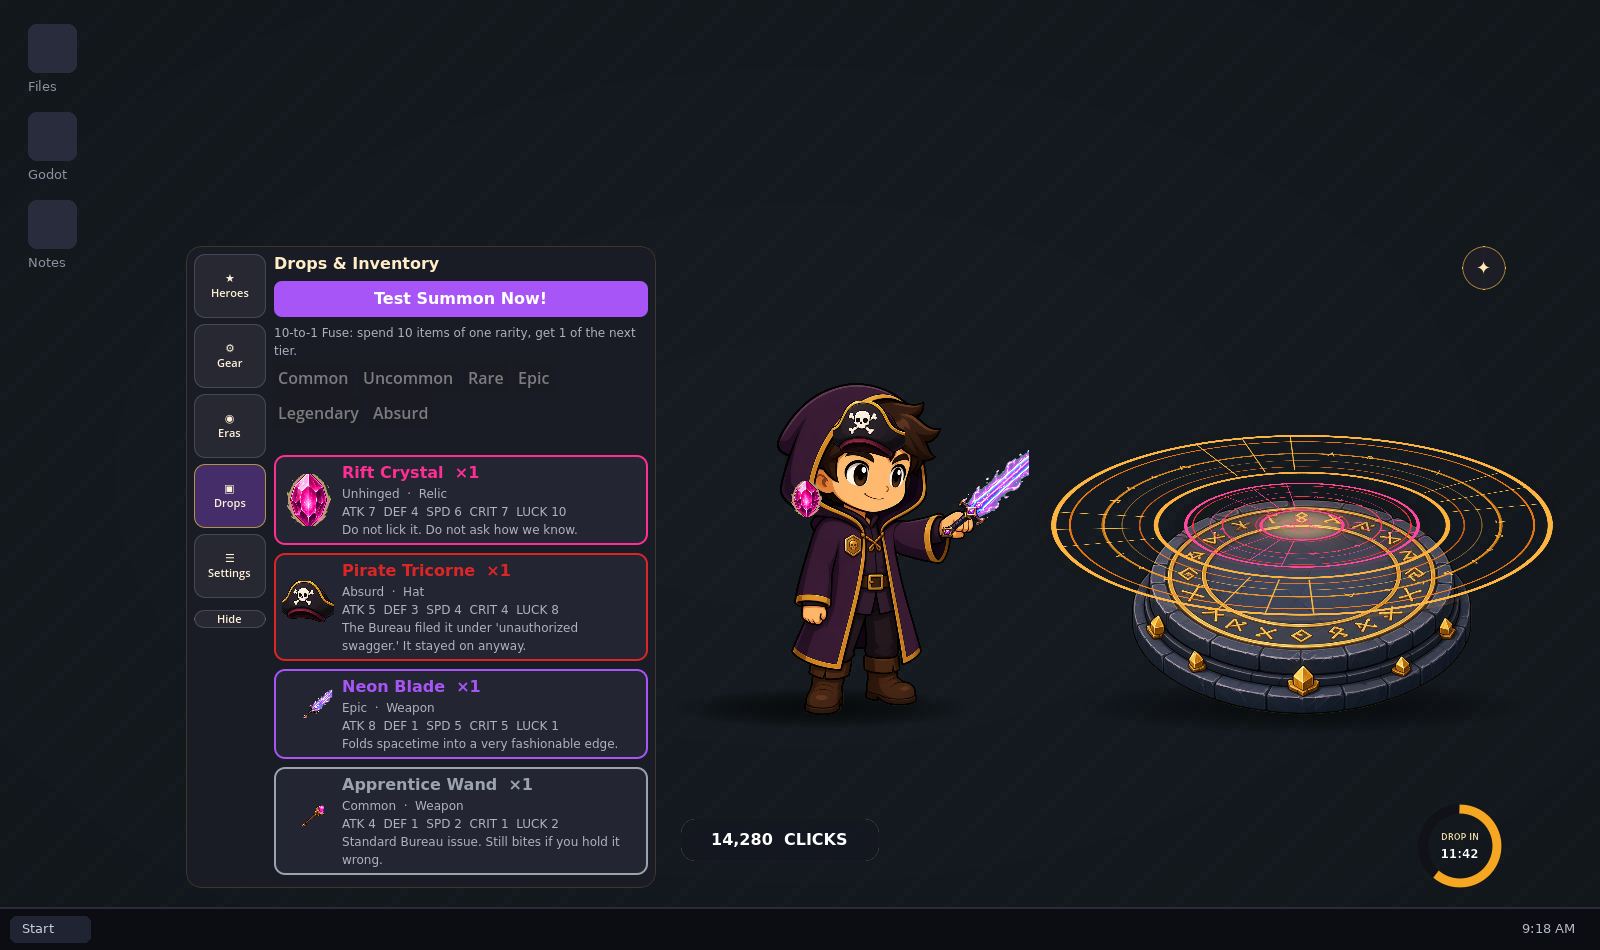 Files
Godot
Notes
★
Heroes
⚙
Gear
◉
Eras
▣
Drops
☰
Settings
Hide
Drops & Inventory
Test Summon Now!
10-to-1 Fuse: spend 10 items of one rarity, get 1 of the next
tier.
Common Uncommon Rare Epic
Legendary Absurd
Rift Crystal ×1
Unhinged · Relic
ATK 7 DEF 4 SPD 6 CRIT 7 LUCK 10
Do not lick it. Do not ask how we know.
Pirate Tricorne ×1
Absurd · Hat
ATK 5 DEF 3 SPD 4 CRIT 4 LUCK 8
The Bureau filed it under 'unauthorized
swagger.' It stayed on anyway.
Neon Blade ×1
Epic · Weapon
ATK 8 DEF 1 SPD 5 CRIT 5 LUCK 1
Folds spacetime into a very fashionable edge.
Apprentice Wand ×1
Common · Weapon
ATK 4 DEF 1 SPD 2 CRIT 1 LUCK 2
Standard Bureau issue. Still bites if you hold it
wrong.
14,280 CLICKS
✦
DROP IN
11:42
Start
9:18 AM